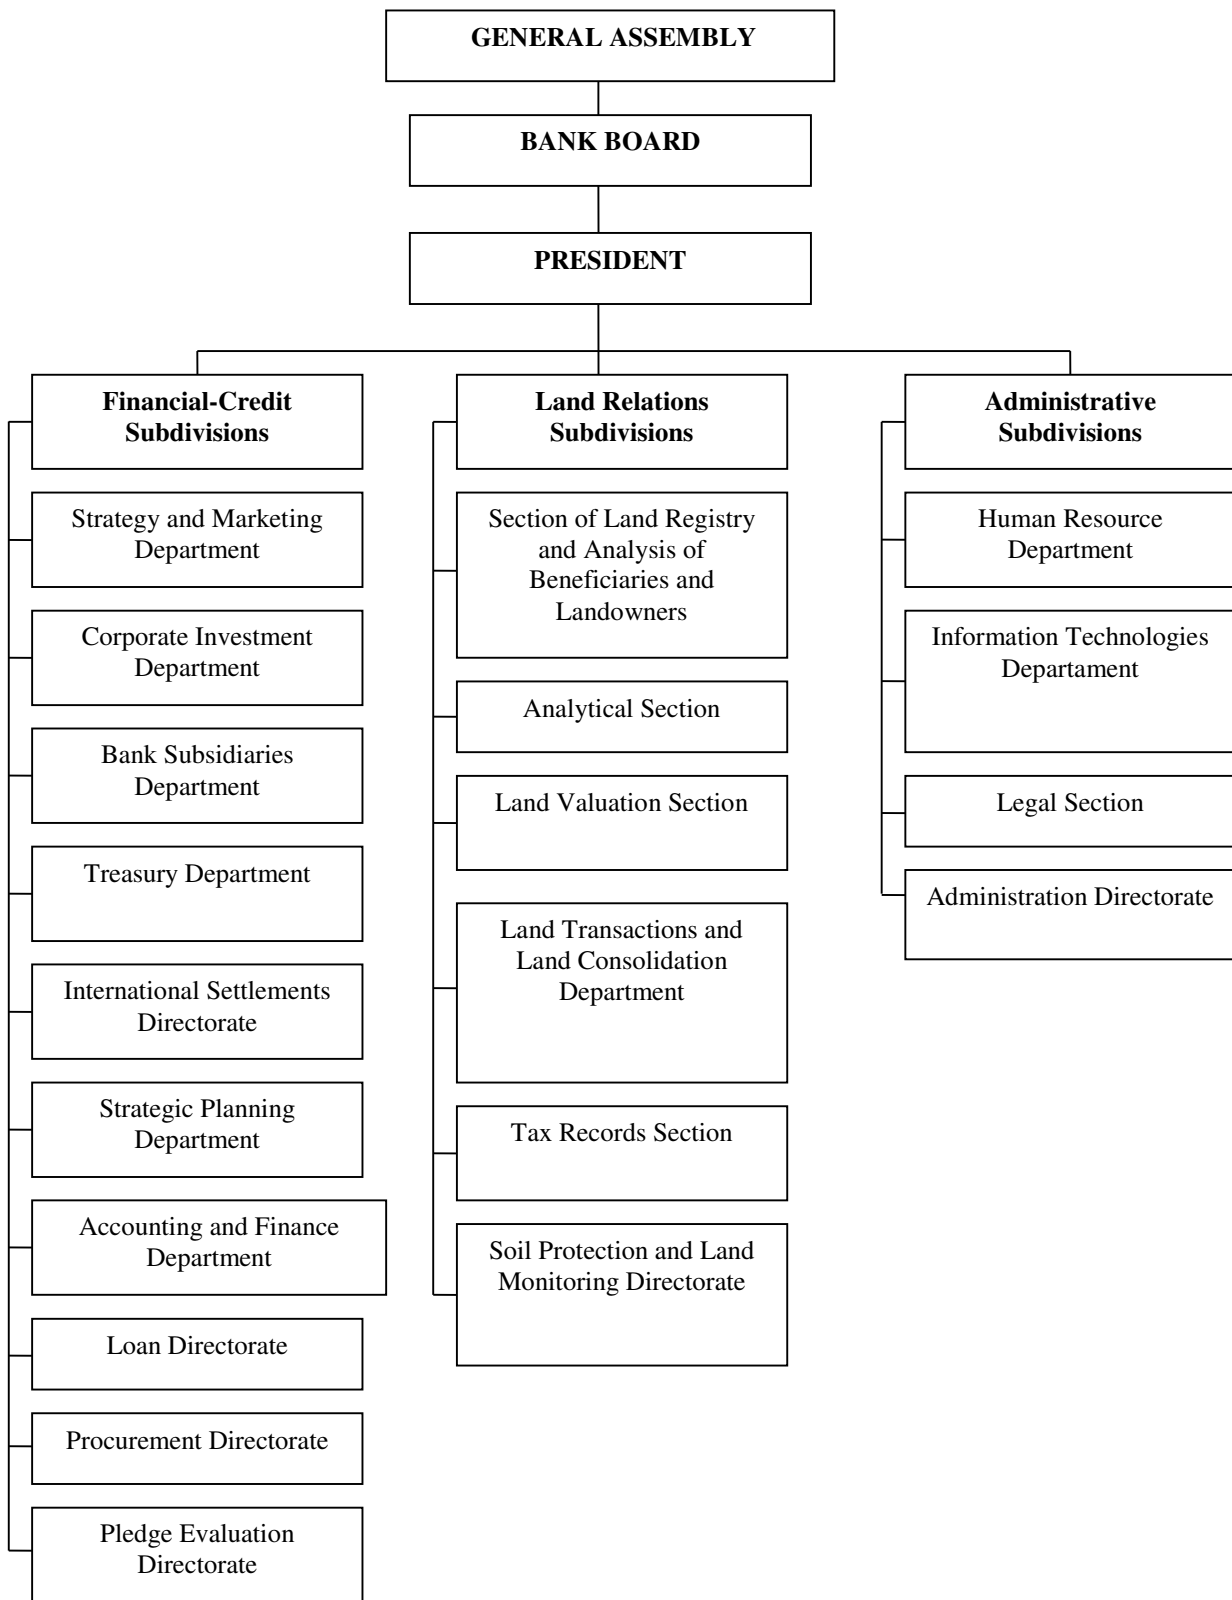 GENERAL ASSEMBLY
BANK BOARD
PRESIDENT
Financial-Credit
Subdivisions
Strategy and Marketing
Department
Corporate Investment
Department
Bank Subsidiaries
Department
Treasury Department
International Settlements
Directorate
Strategic Planning
Department
Accounting and Finance
Department
Loan Directorate
Procurement Directorate
Pledge Evaluation
Directorate
Land Relations
Subdivisions
Section of Land Registry
and Analysis of
Beneficiaries and
Landowners
Analytical Section
Land Valuation Section
Land Transactions and
Land Consolidation
Department
Tax Records Section
Soil Protection and Land
Monitoring Directorate
Administrative
Subdivisions
Human Resource
Department
Information Technologies
Departament
Legal Section
Administration Directorate